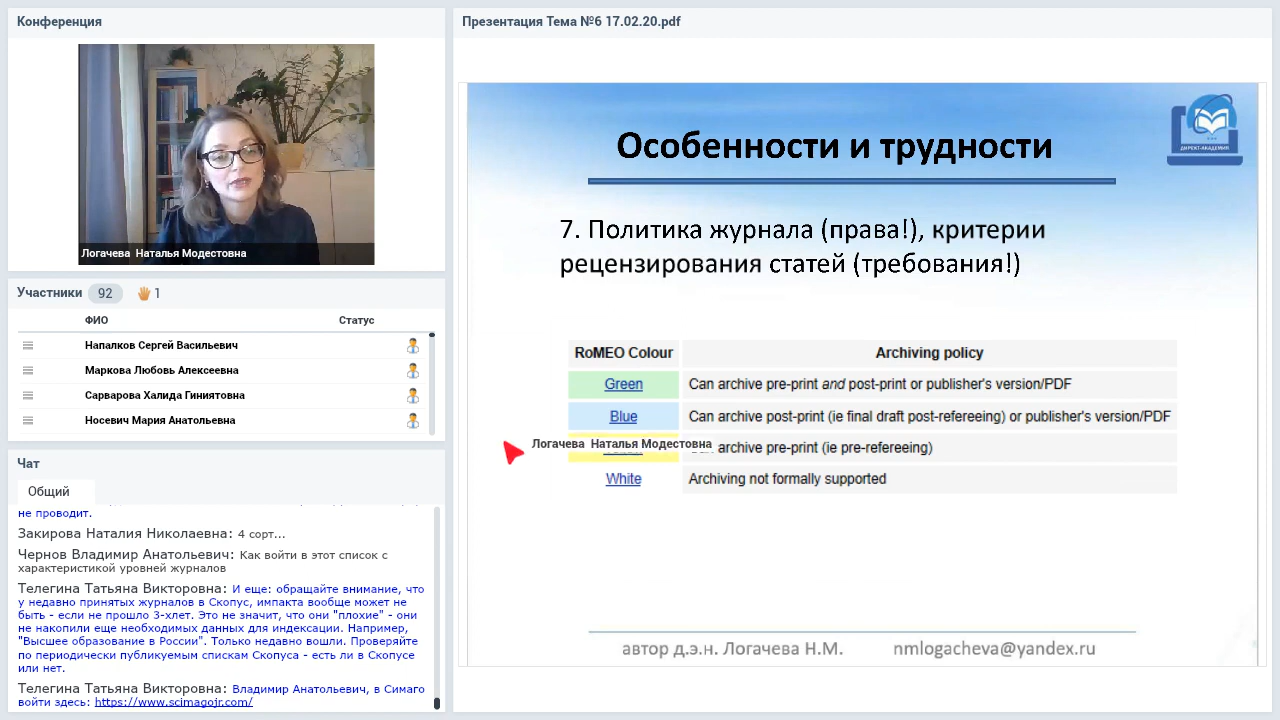 Конференция
Логачева Наталья Модестовна
Участники 92 1
ФИО Статус
Напалков Сергей Васильевич
Маркова Любовь Алексеевна
Сарварова Халида Гиниятовна
Носевич Мария Анатольевна
Чат
Общий
не проводит.
Закирова Наталия Николаевна: 4 сорт...
Чернов Владимир Анатольевич: Как войти в этот список с
характеристикой уровней журналов
Телегина Татьяна Викторовна: И еще: обращайте внимание, что
у недавно принятых журналов в Скопус, импакта вообще может не
быть - если не прошло 3-хлет. Это не значит, что они "плохие" - они
не накопили еще необходимых данных для индексации. Например,
"Высшее образование в России". Только недавно вошли. Проверяйте
по периодически публикуемым спискам Скопуса - есть ли в Скопусе
или нет.
Телегина Татьяна Викторовна: Владимир Анатольевич, в Симаго
войти здесь: https://www.scimagojr.com/
Презентация Тема №6 17.02.20.pdf
ДИРЕКТ-АКАДЕМИЯ
Особенности и трудности
7. Политика журнала (права!), критерии
рецензирования статей (требования!)
RoMEO Colour Archiving policy
Green Can archive pre-print and post-print or publisher's version/PDF
Blue Can archive post-print (ie final draft post-refereeing) or publisher's version/PDF
Логачева Наталья Модестовна archive pre-print (ie pre-refereeing)
White Archiving not formally supported
автор д.э.н. Логачева Н.М. nmlogacheva@yandex.ru